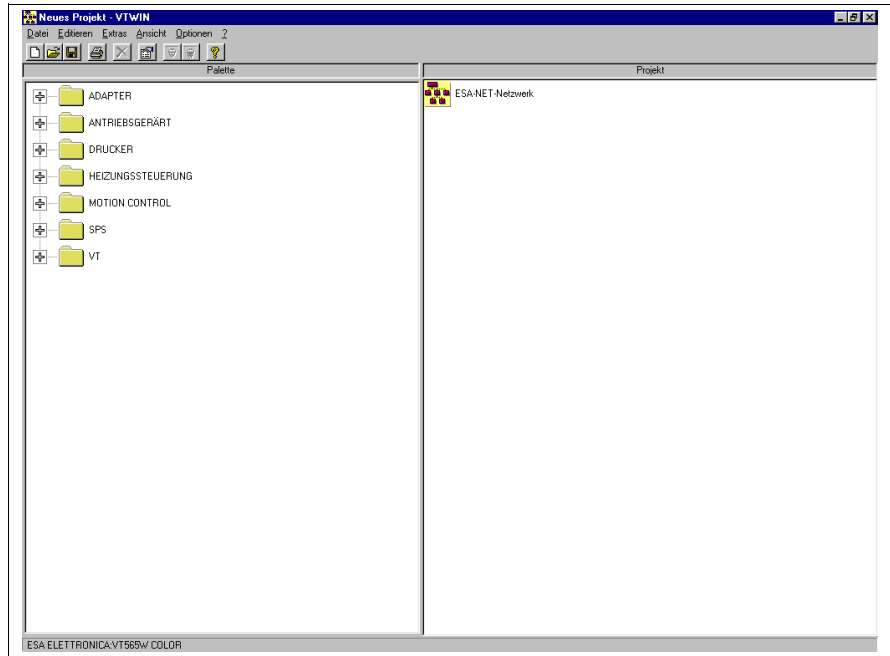 Neues Projekt - VTWIN
Datei Editieren Extras Ansicht Optionen ?
Palette
Projekt
ADAPTER
ANTRIEBSGERÄRT
DRUCKER
HEIZUNGSSTEUERUNG
MOTION CONTROL
SPS
VT
ESA-NET-Netzwerk
ESA ELETTRONICA:VT565W COLOR